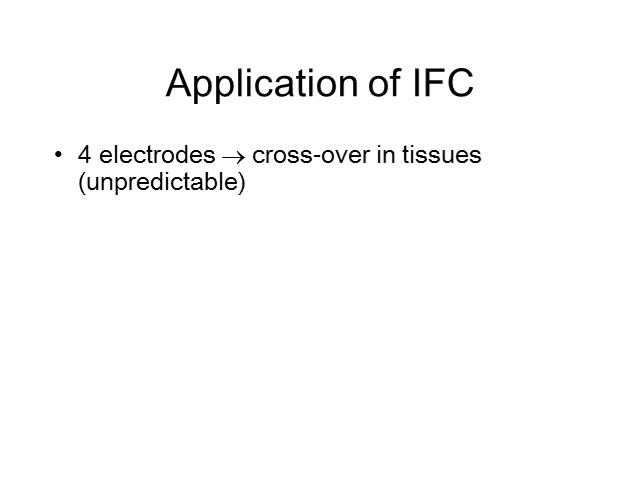 Application of IFC
• 4 electrodes → cross-over in tissues
(unpredictable)